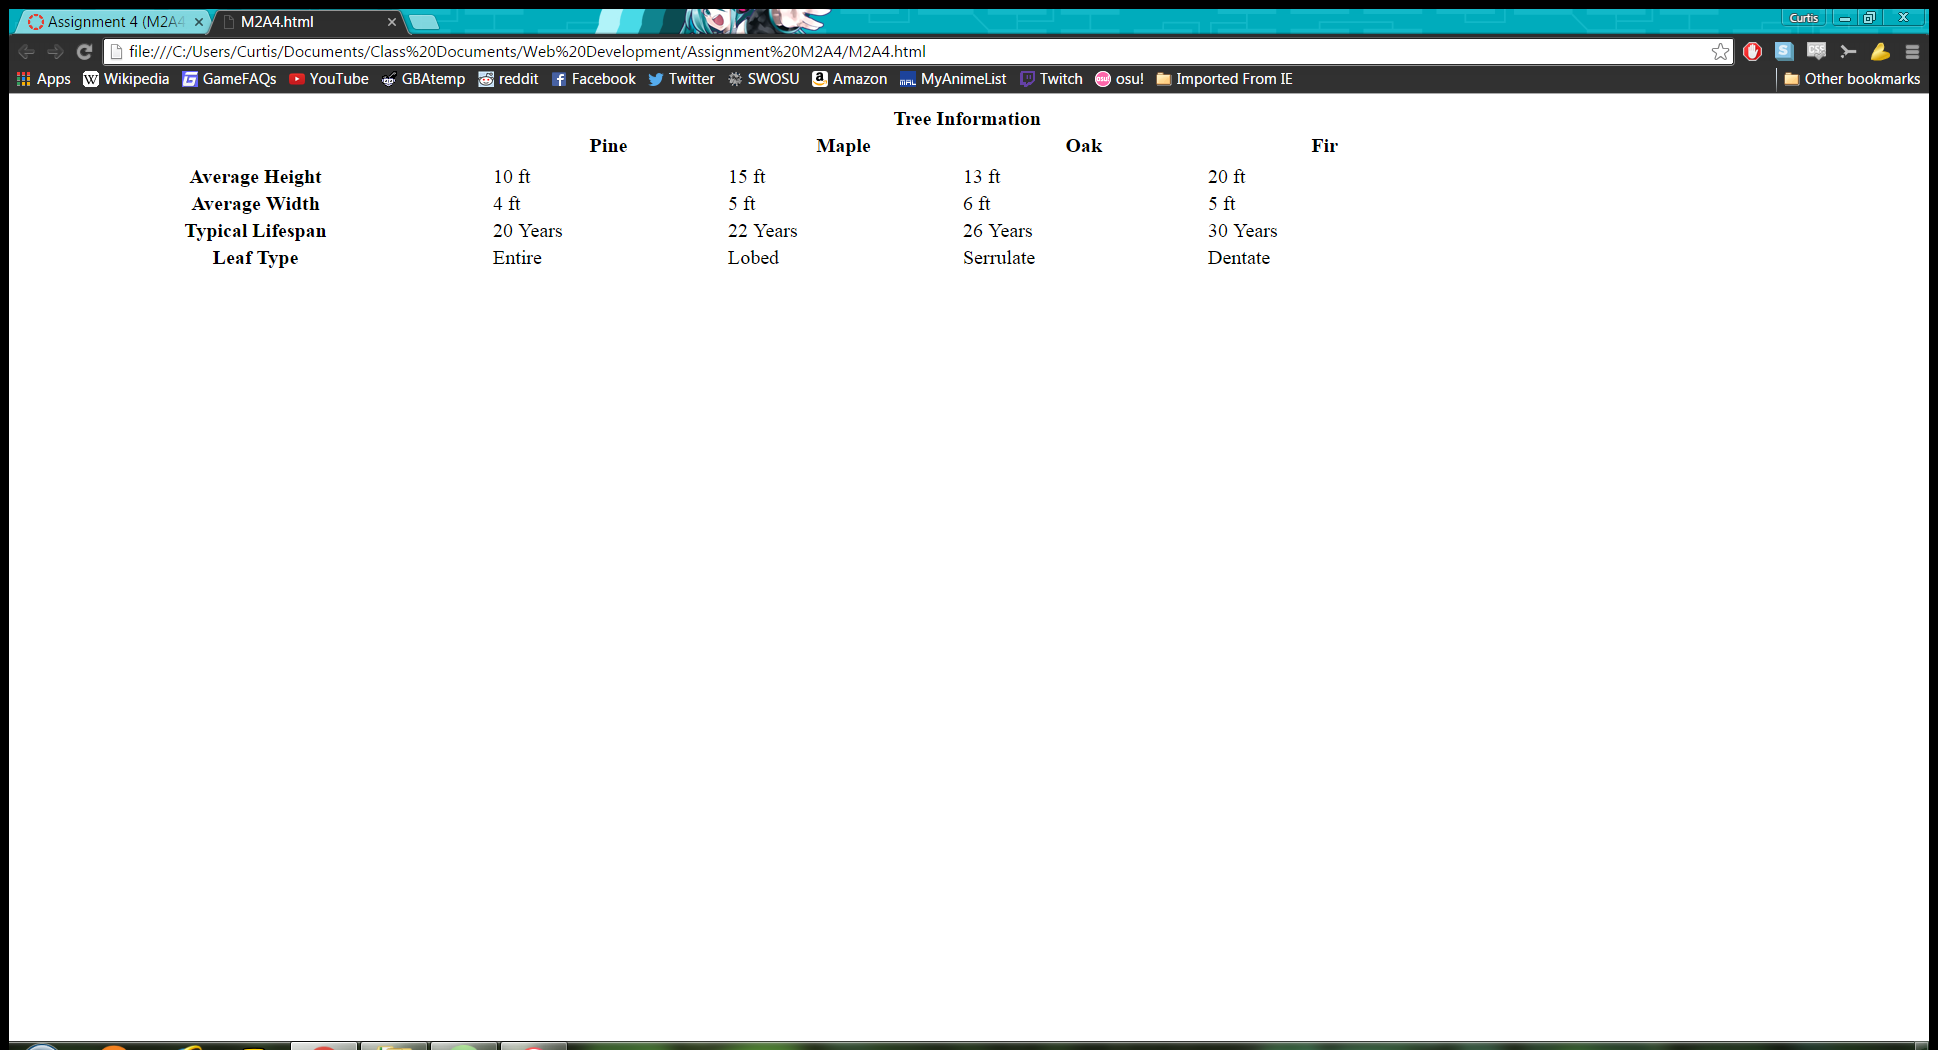 Assignment 4 (M2A4
M2A4.html
Curtis
file:///C:/Users/Curtis/Documents/Class%20Documents/Web%20Development/Assignment%20M2A4/M2A4.html
Apps Wikipedia GameFAQs YouTube GBAtemp reddit Facebook Twitter SWOSU Amazon MyAnimeList Twitch osu! Imported From IE Other bookmarks
Tree Information
Pine Maple Oak Fir
Average Height 10 ft 15 ft 13 ft 20 ft
Average Width 4 ft 5 ft 6 ft 5 ft
Typical Lifespan 20 Years 22 Years 26 Years 30 Years
Leaf Type Entire Lobed Serrulate Dentate